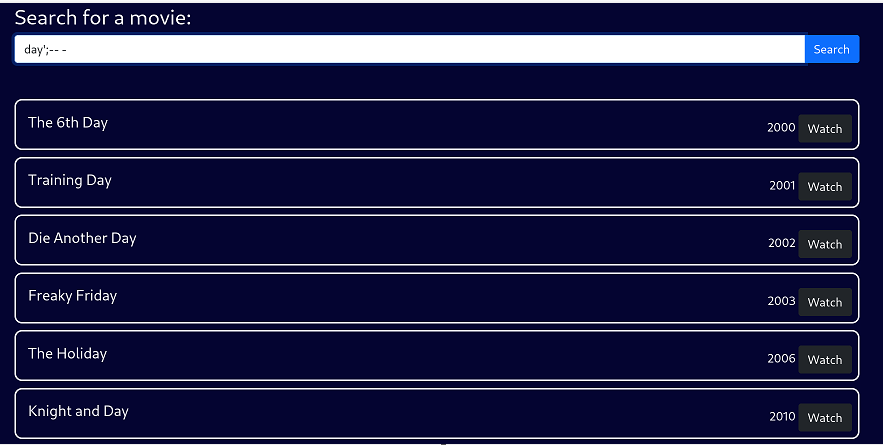 Search for a movie:
day';-- -
Search
The 6th Day
2000
Watch
Training Day
2001
Watch
Die Another Day
2002
Watch
Freaky Friday
2003
Watch
The Holiday
2006
Watch
Knight and Day
2010
Watch